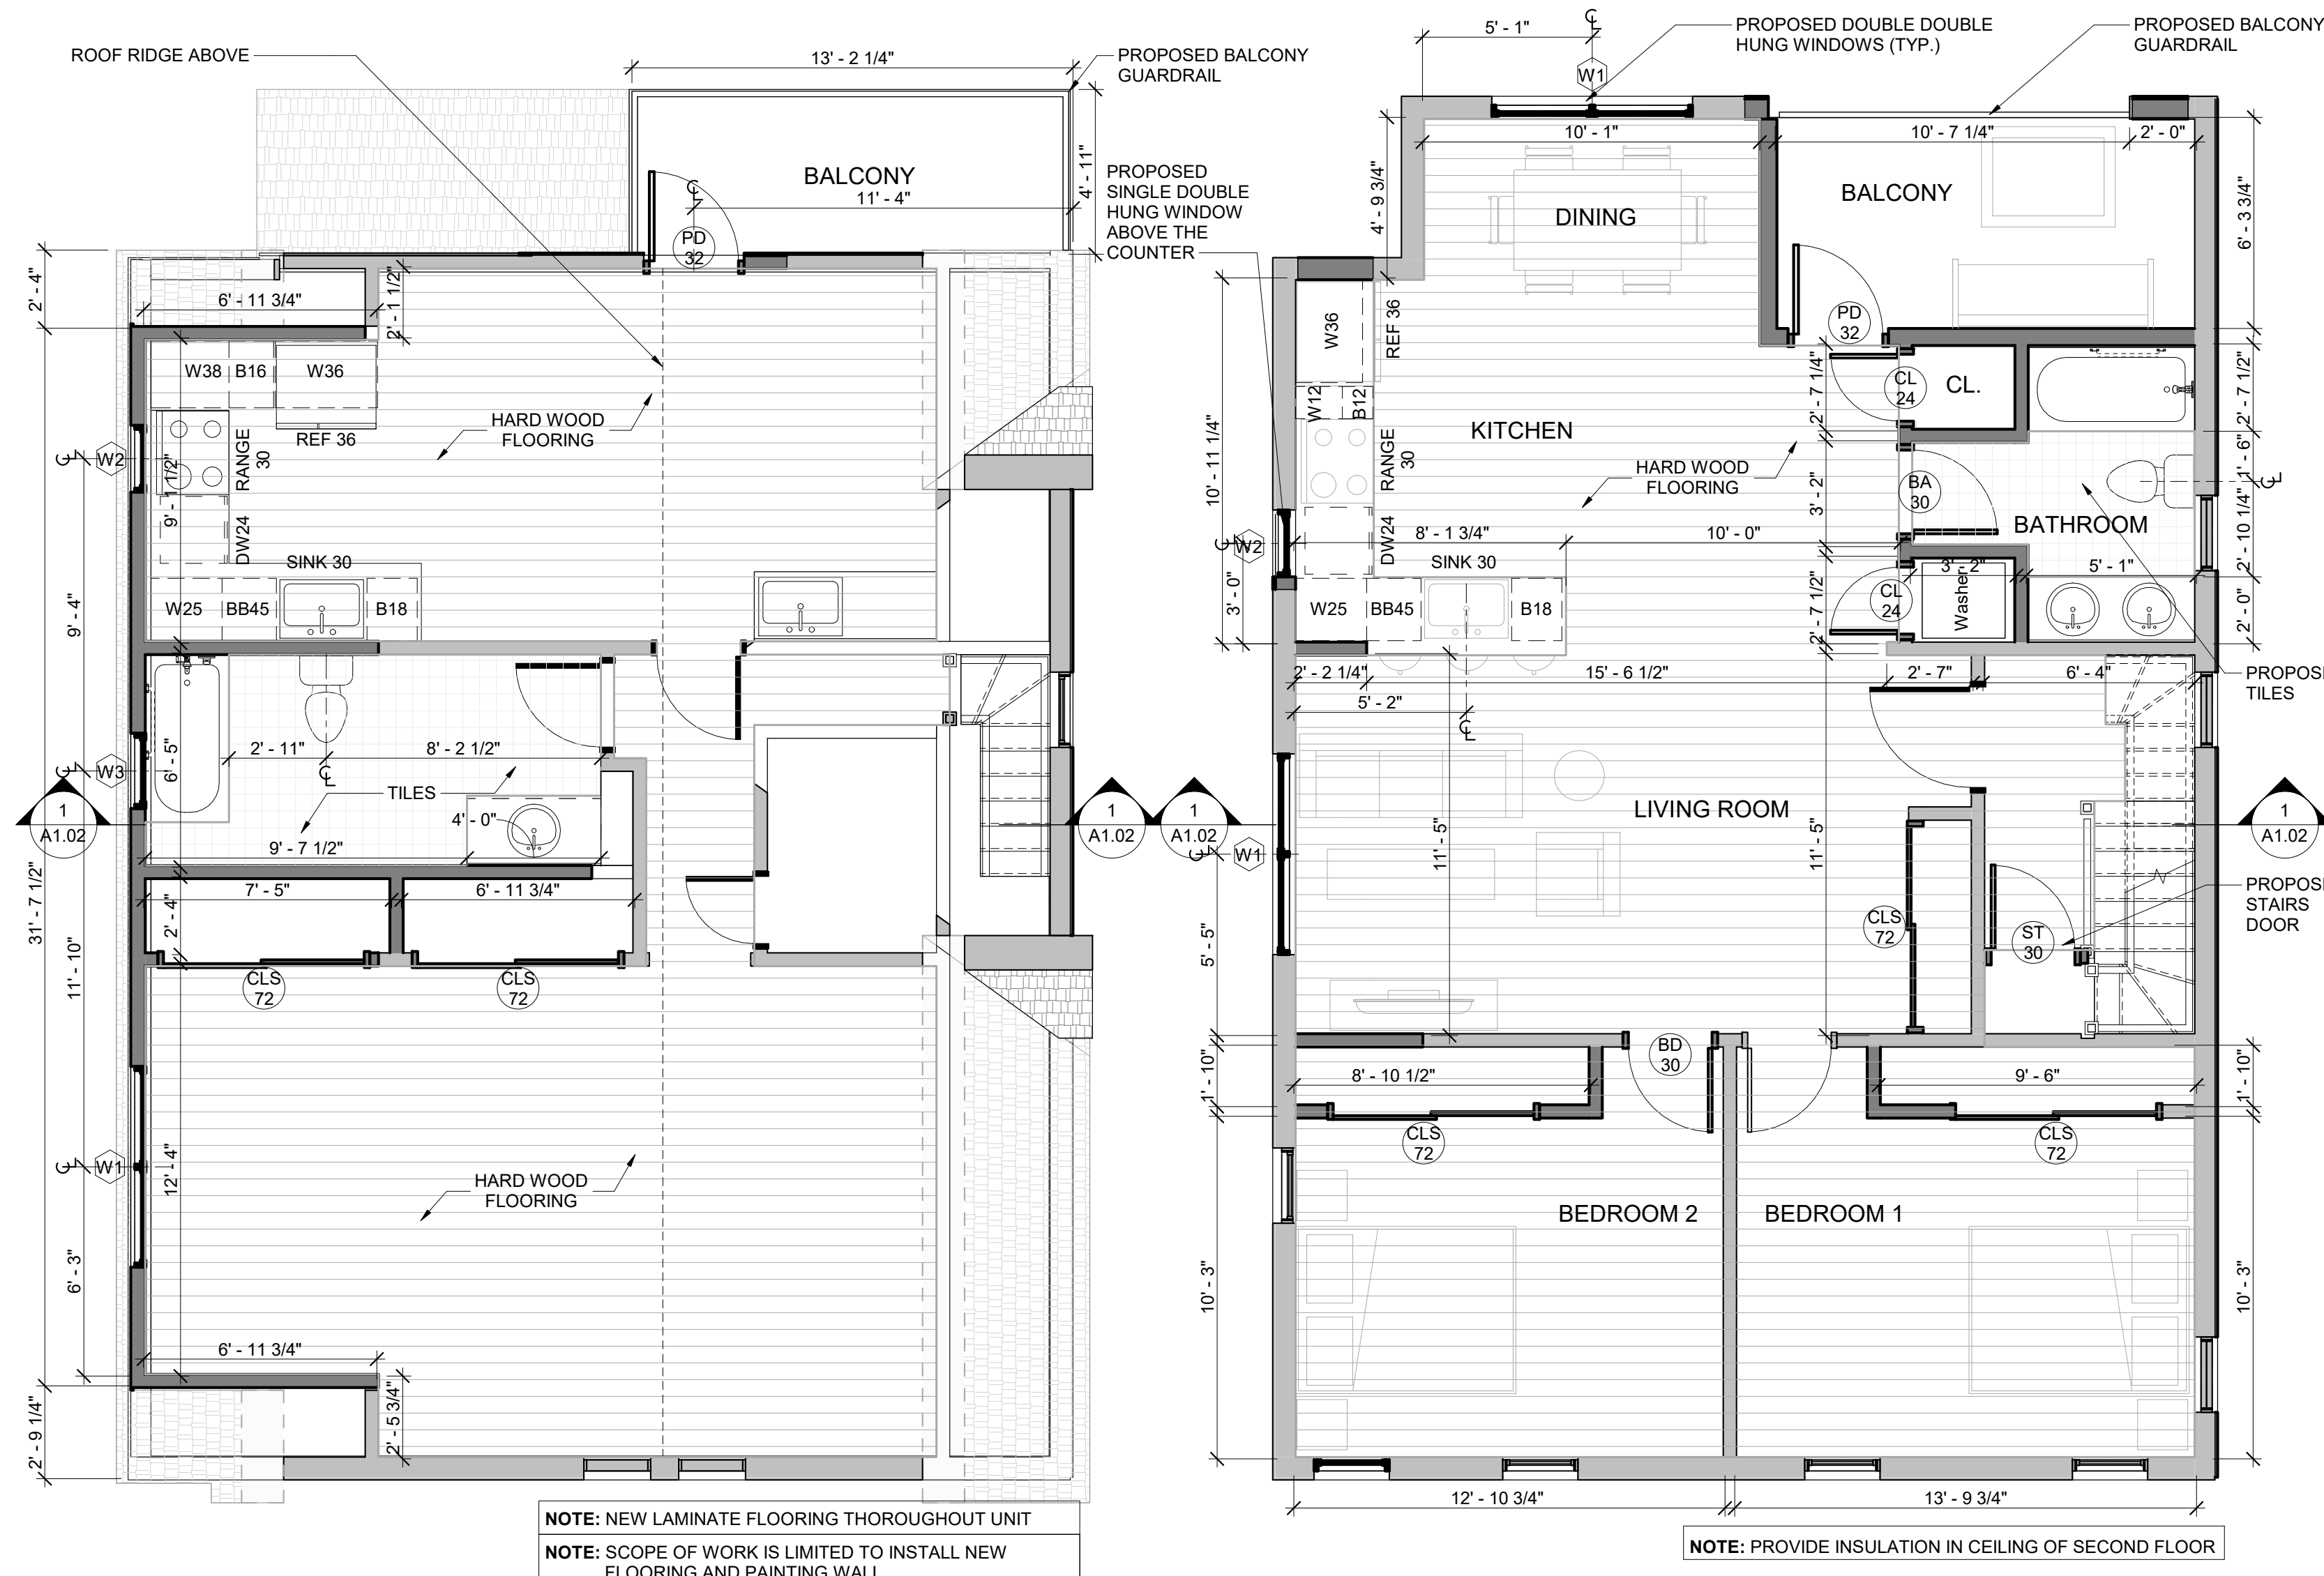 ROOF RIDGE ABOVE
13' - 2 1/4"
PROPOSED BALCONY
GUARDRAIL
4' - 11"
BALCONY
11' - 4"
PD
32
PROPOSED
SINGLE DOUBLE
HUNG WINDOW
ABOVE THE
COUNTER
2' - 4"
6' - 11 3/4"
2' - 1 1/2"
W38
B16
W36
REF 36
HARD WOOD
FLOORING
W2
RANGE
30
9' - 1 1/2"
DW24
SINK 30
9' - 4"
W25
BB45
B18
6' - 5"
2' - 11"
8' - 2 1/2"
W3
TILES
4' - 0"
9' - 7 1/2"
1
A1.02
1
A1.02
31' - 7 1/2"
7' - 5"
6' - 11 3/4"
2' - 4"
11' - 10"
CLS
72
CLS
72
W1
12' - 4"
HARD WOOD
FLOORING
6' - 3"
6' - 11 3/4"
2' - 5 3/4"
2' - 9 1/4"
NOTE: NEW LAMINATE FLOORING THOROUGHOUT UNIT
NOTE: SCOPE OF WORK IS LIMITED TO INSTALL NEW
FLOORING AND PAINTING WALL
5' - 1"
W1
PROPOSED DOUBLE DOUBLE
HUNG WINDOWS (TYP.)
PROPOSED BALCONY
GUARDRAIL
10' - 1"
10' - 7 1/4"
2' - 0"
4' - 9 3/4"
DINING
BALCONY
6' - 3 3/4"
PD
32
W36
REF 36
W12
B12
KITCHEN
2' - 7 1/4"
CL
24
CL.
2' - 7 1/2"
10' - 11 1/4"
RANGE
30
HARD WOOD
FLOORING
3' - 2"
BA
30
1' - 6"
BATHROOM
2' - 10 1/4"
W2
DW24
8' - 1 3/4"
10' - 0"
SINK 30
3' - 0"
W25
BB45
B18
2' - 7 1/2"
CL
24
3' - 2"
Washer
5' - 1"
2' - 0"
2' - 2 1/4"
15' - 6 1/2"
2' - 7"
6' - 4"
5' - 2"
TILES
LIVING ROOM
1
A1.02
1
A1.02
W1
11' - 5"
11' - 5"
5' - 5"
CLS
72
ST
30
STAIRS
DOOR
BD
30
1' - 10"
8' - 10 1/2"
9' - 6"
1' - 10"
CLS
72
CLS
72
BEDROOM 2
BEDROOM 1
10' - 3"
10' - 3"
12' - 10 3/4"
13' - 9 3/4"
NOTE: PROVIDE INSULATION IN CEILING OF SECOND FLOOR